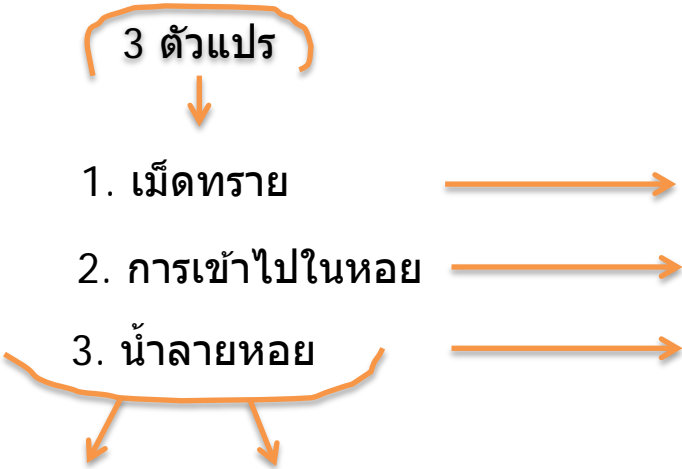 3 ตัวแปร
1. เม็ดทราย
2. การเข้าไปในหอย
3. น้ำลายหอย